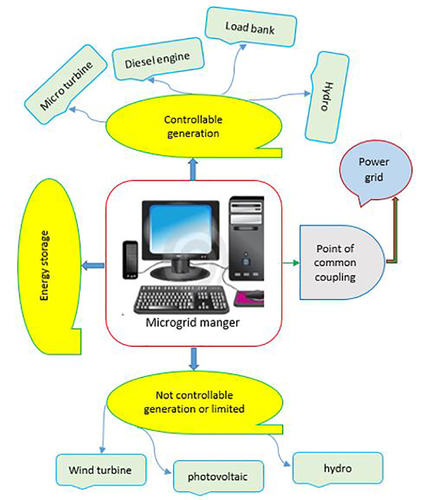 Load bank
Diesel engine
Micro turbine
Hydro
Controllable
generation
Power
grid
Energy storage
Point of
common
coupling
Microgrid manger
Not controllable
generation or limited
Wind turbine
photovoltaic
hydro